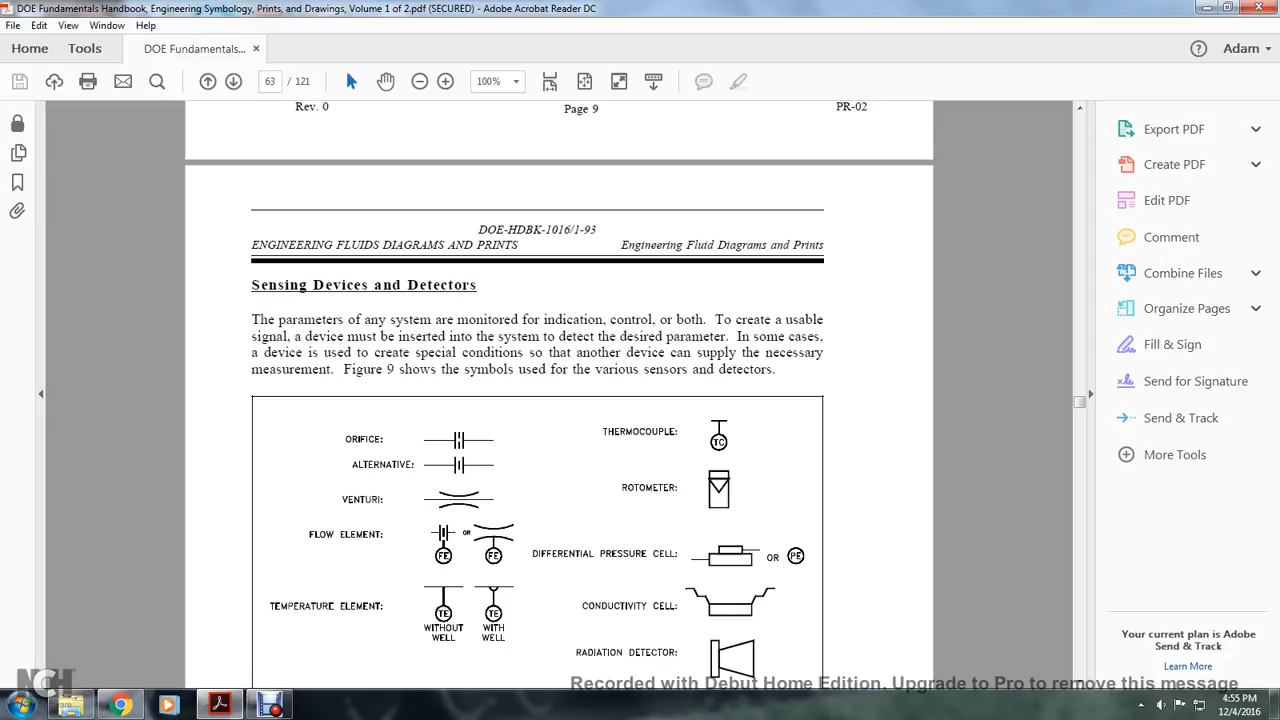 DOE Fundamentals Handbook, Engineering Symbology, Prints, and Drawings, Volume 1 of 2.pdf (SECURED) - Adobe Acrobat Reader DC
File Edit View Window Help
Home Tools DOE Fundamentals... × Adam
63 / 121 100%
Rev. 0 Page 9 PR-02
DOE-HDBK-1016/1-93
ENGINEERING FLUIDS DIAGRAMS AND PRINTS Engineering Fluid Diagrams and Prints
Sensing Devices and Detectors
The parameters of any system are monitored for indication, control, or both. To create a usable
signal, a device must be inserted into the system to detect the desired parameter. In some cases,
a device is used to create special conditions so that another device can supply the necessary
measurement. Figure 9 shows the symbols used for the various sensors and detectors.
ORIFICE:
ALTERNATIVE:
VENTURI:
FLOW ELEMENT: OR
FE FE
TEMPERATURE ELEMENT:
TE TE
WITHOUT WITH
WELL WELL
THERMOCOUPLE:
TC
ROTOMETER:
DIFFERENTIAL PRESSURE CELL: OR PE
CONDUCTIVITY CELL:
RADIATION DETECTOR:
Export PDF
Create PDF
Edit PDF
Comment
Combine Files
Organize Pages
Fill & Sign
Send for Signature
Send & Track
More Tools
Your current plan is Adobe
Send & Track
Learn More
NCH
Software
Recorded with Debut Home Edition. Upgrade to Pro to remove this message
4:55 PM
12/4/2016